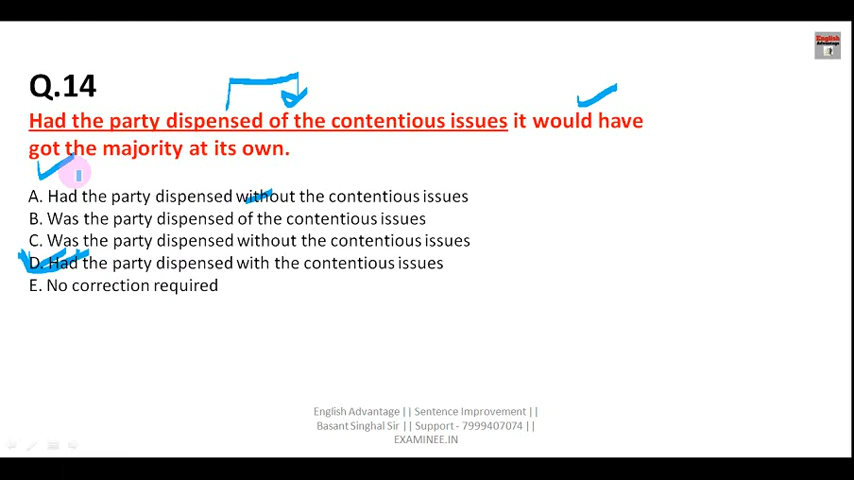 English
Advantage
Q.14
Had the party dispensed of the contentious issues it would have
got the majority at its own.
A. Had the party dispensed without the contentious issues
B. Was the party dispensed of the contentious issues
C. Was the party dispensed without the contentious issues
D. Had the party dispensed with the contentious issues
E. No correction required
English Advantage || Sentence Improvement ||
Basant Singhal Sir || Support - 7999407074 ||
EXAMINEE.IN